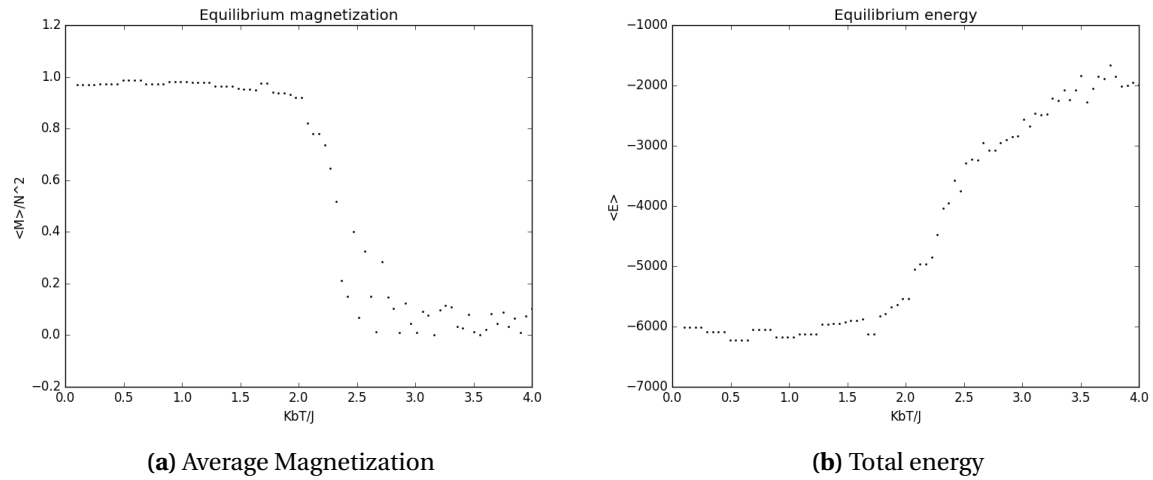 Equilibrium magnetization
1.2
1.0
0.8
0.6
0.4
0.2
0.0
−0.2
<M>/N^2
0.0 0.5 1.0 1.5 2.0 2.5 3.0 3.5 4.0
KbT/J
(a) Average Magnetization
Equilibrium energy
−1000
−2000
−3000
−4000
−5000
−6000
−7000
<E>
0.0 0.5 1.0 1.5 2.0 2.5 3.0 3.5 4.0
KbT/J
(b) Total energy